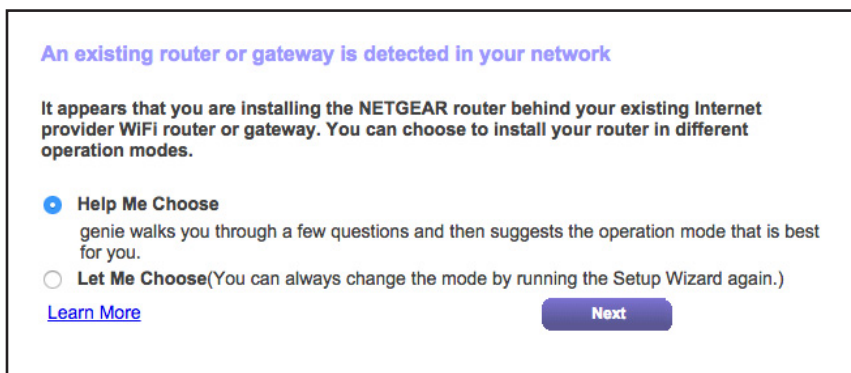 An existing router or gateway is detected in your network
It appears that you are installing the NETGEAR router behind your existing Internet
provider WiFi router or gateway. You can choose to install your router in different
operation modes.
Help Me Choose
genie walks you through a few questions and then suggests the operation mode that is best
for you.
Let Me Choose(You can always change the mode by running the Setup Wizard again.)
Learn More
Next